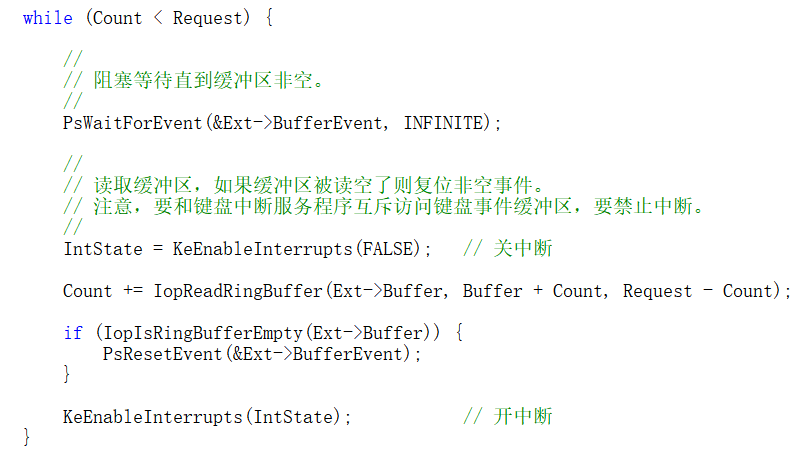 while (Count < Request) {
//
// 阻塞等待直到缓冲区非空。
//
PsWaitForEvent(&Ext->BufferEvent, INFINITE);
//
// 读取缓冲区，如果缓冲区被读空了则复位非空事件。
// 注意，要和键盘中断服务程序互斥访问键盘事件缓冲区，要禁止中断。
//
IntState = KeEnableInterrupts(FALSE);   // 关中断
Count += IopReadRingBuffer(Ext->Buffer, Buffer + Count, Request - Count);
if (IopIsRingBufferEmpty(Ext->Buffer)) {
PsResetEvent(&Ext->BufferEvent);
}
KeEnableInterrupts(IntState);           // 开中断
}